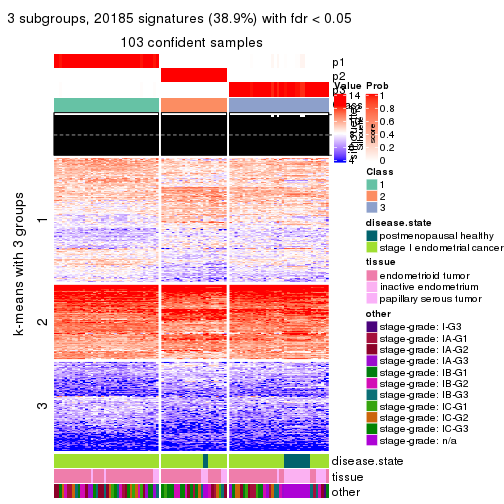 3 subgroups, 20185 signatures (38.9%) with fdr < 0.05
103 confident samples
p1
p2
p3
Class
silhouette
score
k-means with 3 groups
1
2
3
disease.state
tissue
other
Value
14
4
Prob
1
0.8
0.6
0.4
0.2
0
Class
1
2
3
disease.state
postmenopausal healthy
stage I endometrial cancer
tissue
endometrioid tumor
inactive endometrium
papillary serous tumor
other
stage-grade: I-G3
stage-grade: IA-G1
stage-grade: IA-G2
stage-grade: IA-G3
stage-grade: IB-G1
stage-grade: IB-G2
stage-grade: IB-G3
stage-grade: IC-G1
stage-grade: IC-G2
stage-grade: IC-G3
stage-grade: n/a